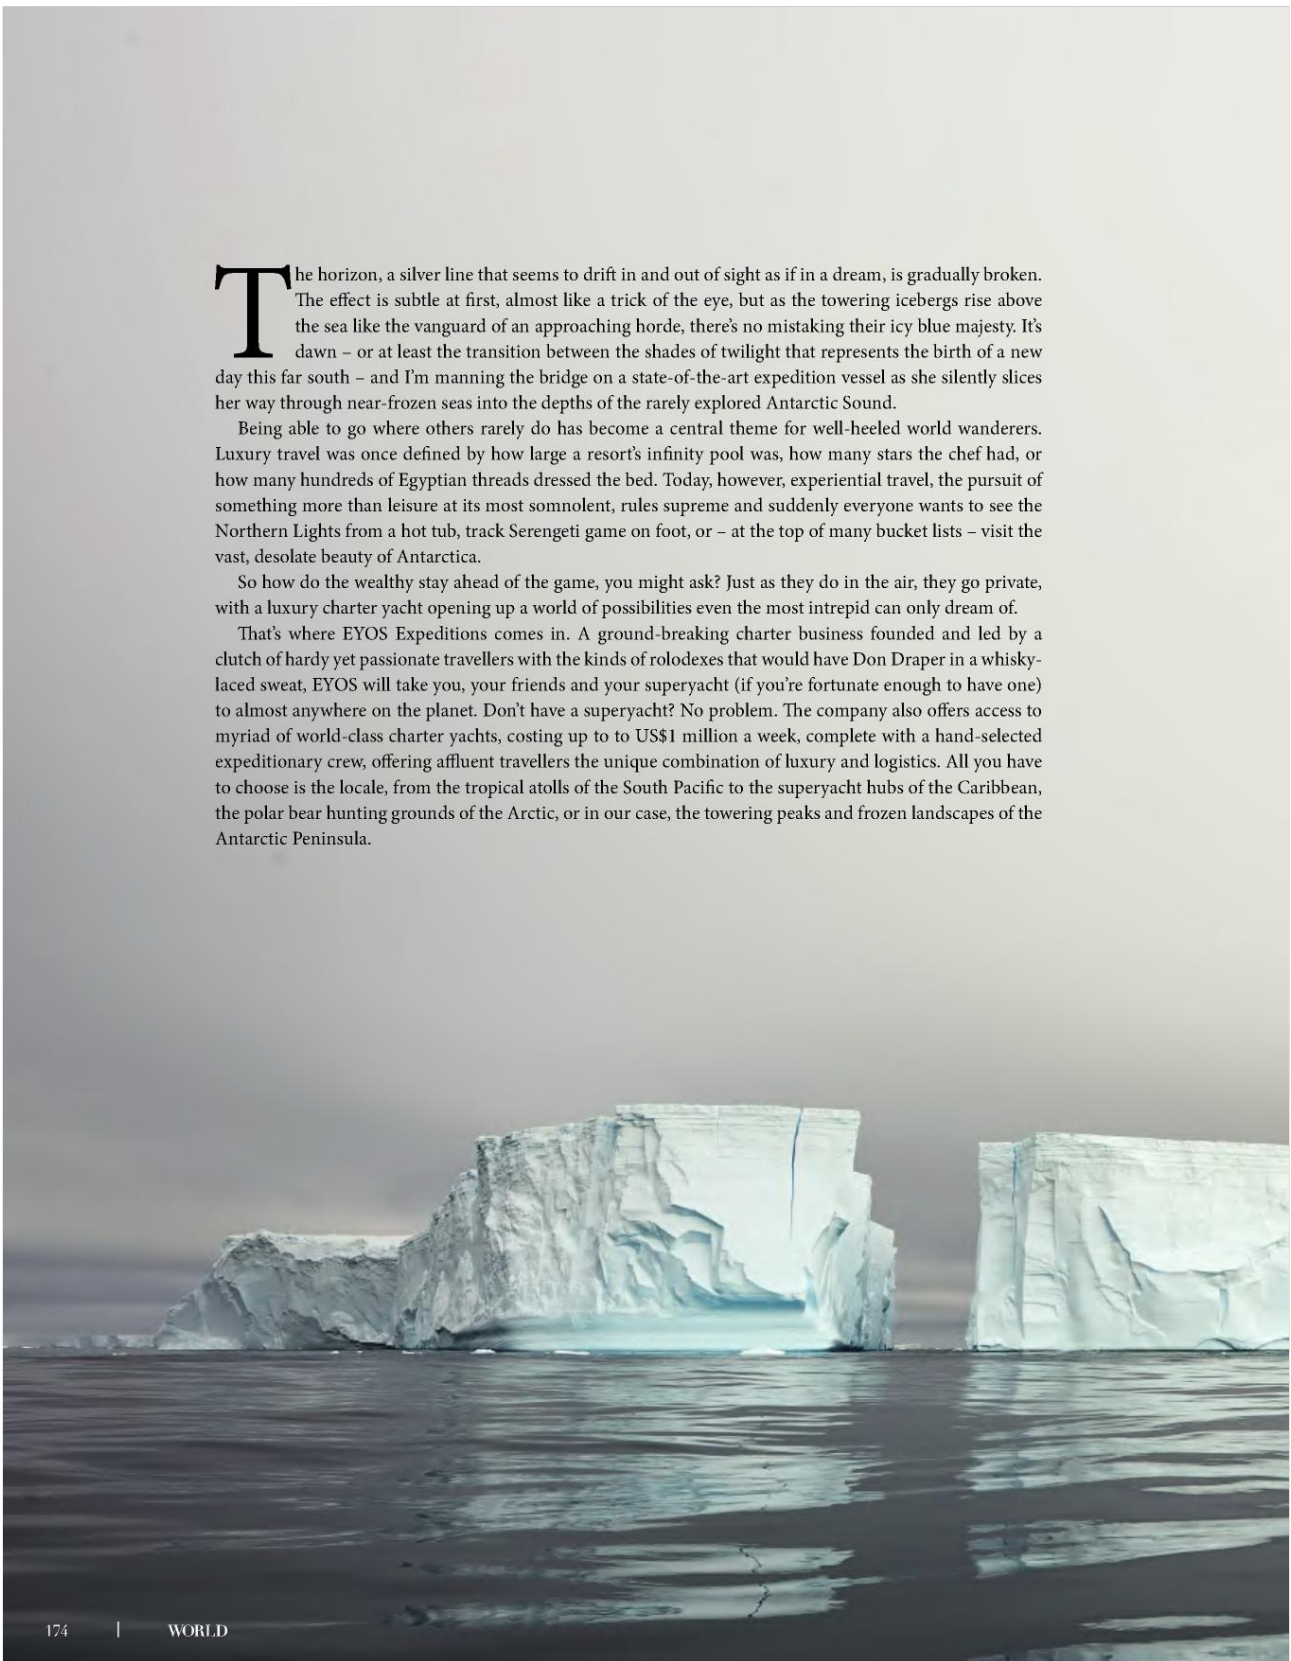 The horizon, a silver line that seems to drift in and out of sight as if in a dream, is gradually broken.
The effect is subtle at first, almost like a trick of the eye, but as the towering icebergs rise above
the sea like the vanguard of an approaching horde, there's no mistaking their icy blue majesty. It's
dawn – or at least the transition between the shades of twilight that represents the birth of a new
day this far south – and I'm manning the bridge on a state-of-the-art expedition vessel as she silently slices
her way through near-frozen seas into the depths of the rarely explored Antarctic Sound.
Being able to go where others rarely do has become a central theme for well-heeled world wanderers.
Luxury travel was once defined by how large a resort's infinity pool was, how many stars the chef had, or
how many hundreds of Egyptian threads dressed the bed. Today, however, experiential travel, the pursuit of
something more than leisure at its most somnolent, rules supreme and suddenly everyone wants to see the
Northern Lights from a hot tub, track Serengeti game on foot, or – at the top of many bucket lists – visit the
vast, desolate beauty of Antarctica.
So how do the wealthy stay ahead of the game, you might ask? Just as they do in the air, they go private,
with a luxury charter yacht opening up a world of possibilities even the most intrepid can only dream of.
That's where EYOS Expeditions comes in. A ground-breaking charter business founded and led by a
clutch of hardy yet passionate travellers with the kinds of rolodexes that would have Don Draper in a whisky-
laced sweat, EYOS will take you, your friends and your superyacht (if you're fortunate enough to have one)
to almost anywhere on the planet. Don't have a superyacht? No problem. The company also offers access to
myriad of world-class charter yachts, costing up to to US$1 million a week, complete with a hand-selected
expeditionary crew, offering affluent travellers the unique combination of luxury and logistics. All you have
to choose is the locale, from the tropical atolls of the South Pacific to the superyacht hubs of the Caribbean,
the polar bear hunting grounds of the Arctic, or in our case, the towering peaks and frozen landscapes of the
Antarctic Peninsula.
174 | WORLD